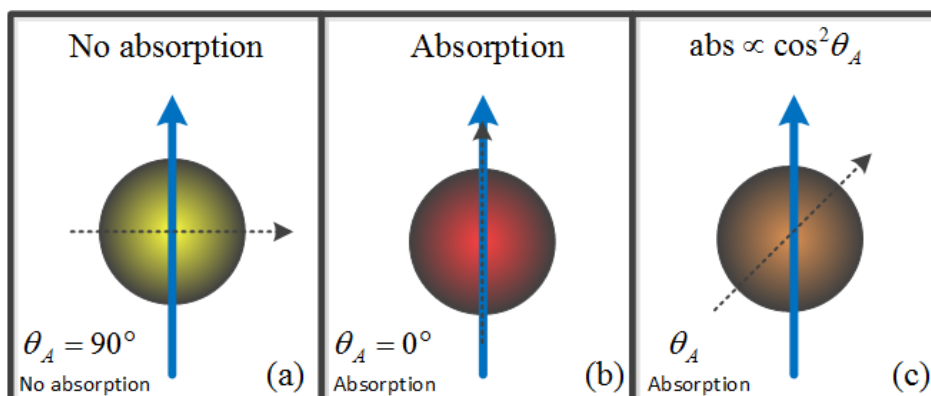 No absorption
θ_A = 90°
No absorption
(a)
Absorption
θ_A = 0°
Absorption
(b)
abs ∝ cos²θ_A
θ_A
Absorption
(c)